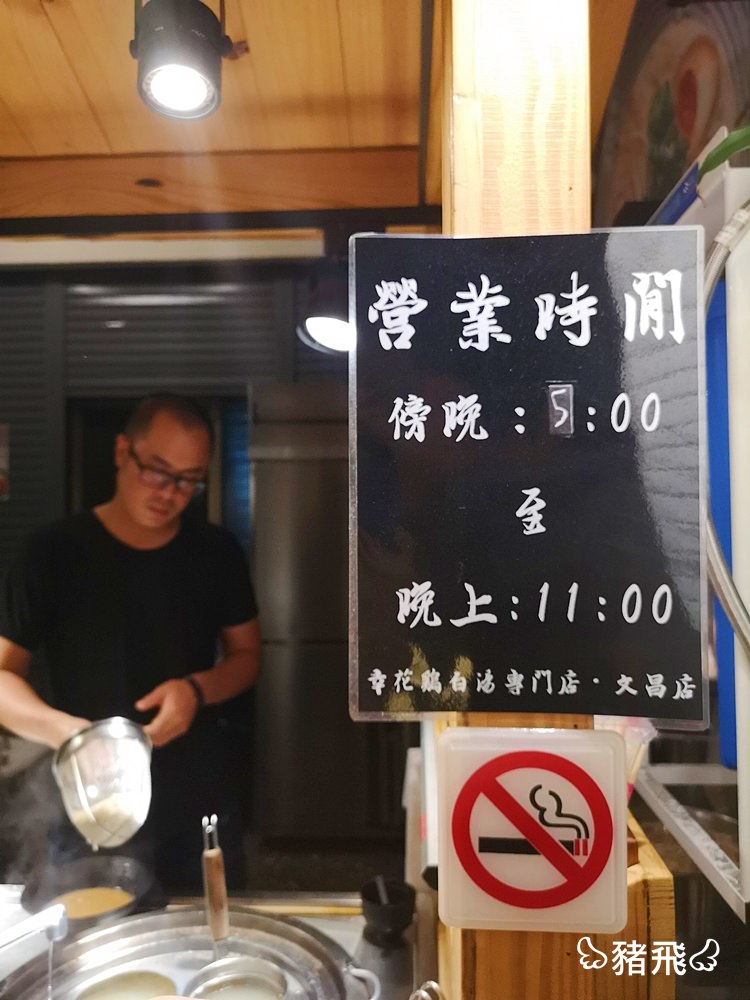 營業時間
傍晚：5：00
至
晚上：11：00
幸花鷄白湯專門店·文昌店
豬飛